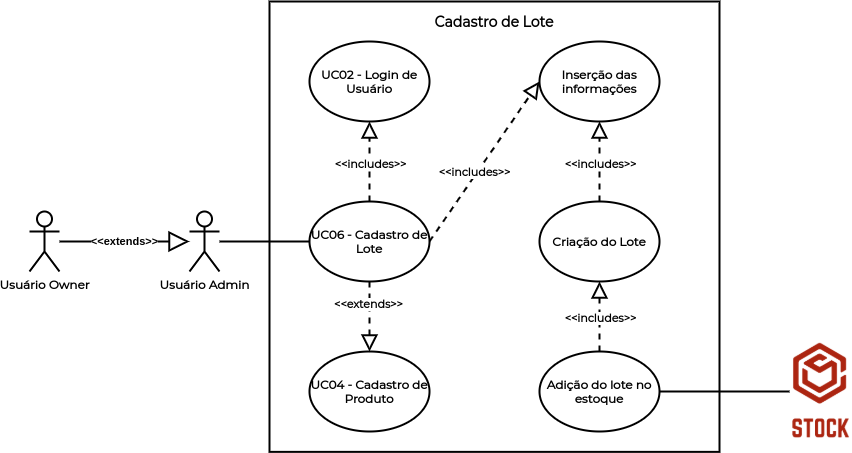 Cadastro de Lote
UC02 - Login de
Usuário
Inserção das
informações
<<includes>>
<<includes>>
<<includes>>
<<extends>>
UC06 - Cadastro de
Lote
Criação do Lote
Usuário Owner
Usuário Admin
<<extends>>
<<includes>>
UC04 - Cadastro de
Produto
Adição do lote no
estoque
STOCK